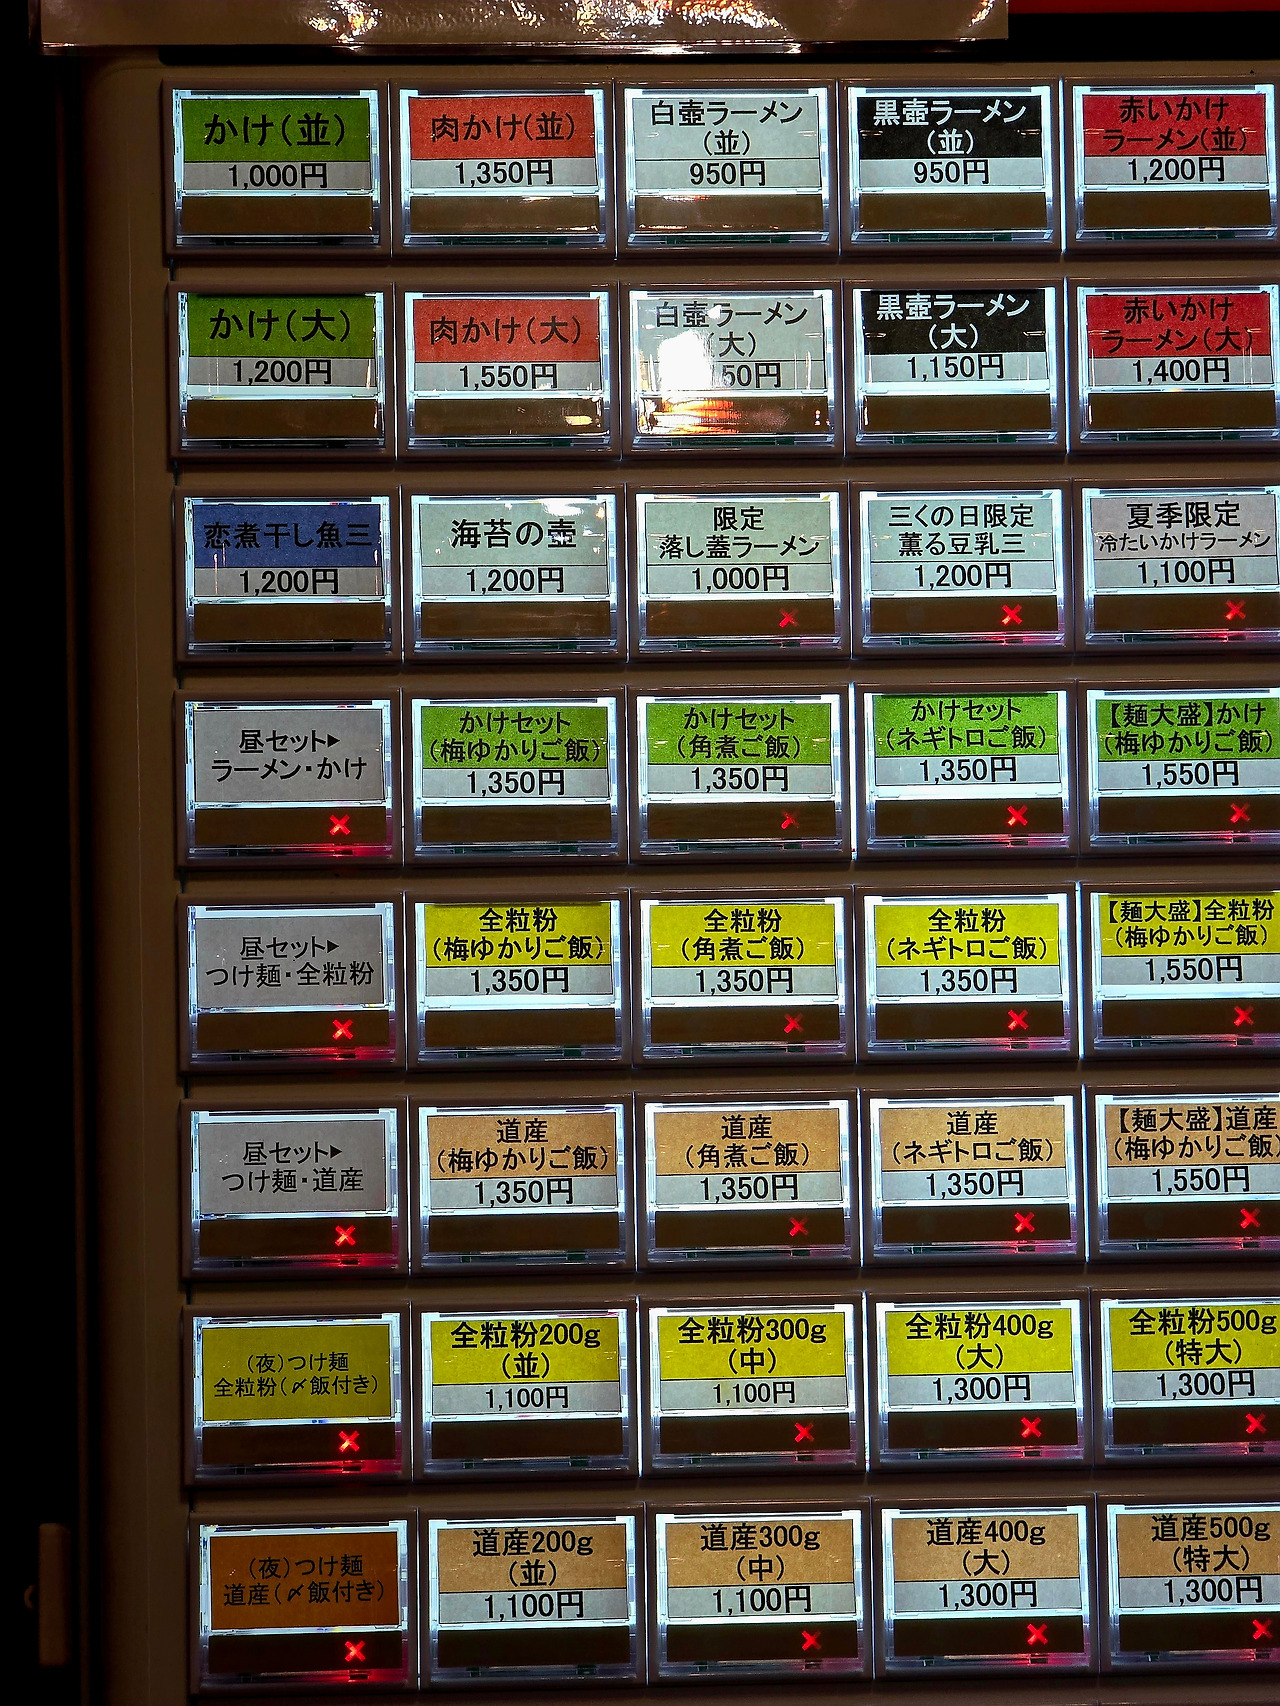 かけ(並)
1,000円
肉かけ(並)
1,350円
白壺ラーメン
(並)
950円
黒壺ラーメン
(並)
950円
赤いかけ
ラーメン(並)
1,200円
かけ(大)
1,200円
肉かけ(大)
1,550円
白壺ラーメン
(大)
50円
黒壺ラーメン
(大)
1,150円
赤いかけ
ラーメン(大)
1,400円
恋煮干し魚三
1,200円
海苔の壺
1,200円
限定
落し蓋ラーメン
1,000円
×
三くの日限定
薫る豆乳三
1,200円
×
夏季限定
冷たいかけラーメン
1,100円
×
昼セット▶
ラーメン・かけ
×
かけセット
(梅ゆかりご飯)
1,350円
かけセット
(角煮ご飯)
1,350円
×
かけセット
(ネギトロご飯)
1,350円
×
【麺大盛】かけ
(梅ゆかりご飯)
1,550円
×
昼セット▶
つけ麺・全粒粉
×
全粒粉
(梅ゆかりご飯)
1,350円
全粒粉
(角煮ご飯)
1,350円
×
全粒粉
(ネギトロご飯)
1,350円
×
【麺大盛】全粒粉
(梅ゆかりご飯)
1,550円
×
昼セット▶
つけ麺・道産
×
道産
(梅ゆかりご飯)
1,350円
道産
(角煮ご飯)
1,350円
×
道産
(ネギトロご飯)
1,350円
×
【麺大盛】道産
(梅ゆかりご飯)
1,550円
×
(夜)つけ麺
全粒粉(〆飯付き)
×
全粒粉200g
(並)
1,100円
全粒粉300g
(中)
1,100円
×
全粒粉400g
(大)
1,300円
×
全粒粉500g
(特大)
1,300円
×
(夜)つけ麺
道産(〆飯付き)
×
道産200g
(並)
1,100円
道産300g
(中)
1,100円
×
道産400g
(大)
1,300円
×
道産500g
(特大)
1,300円
×